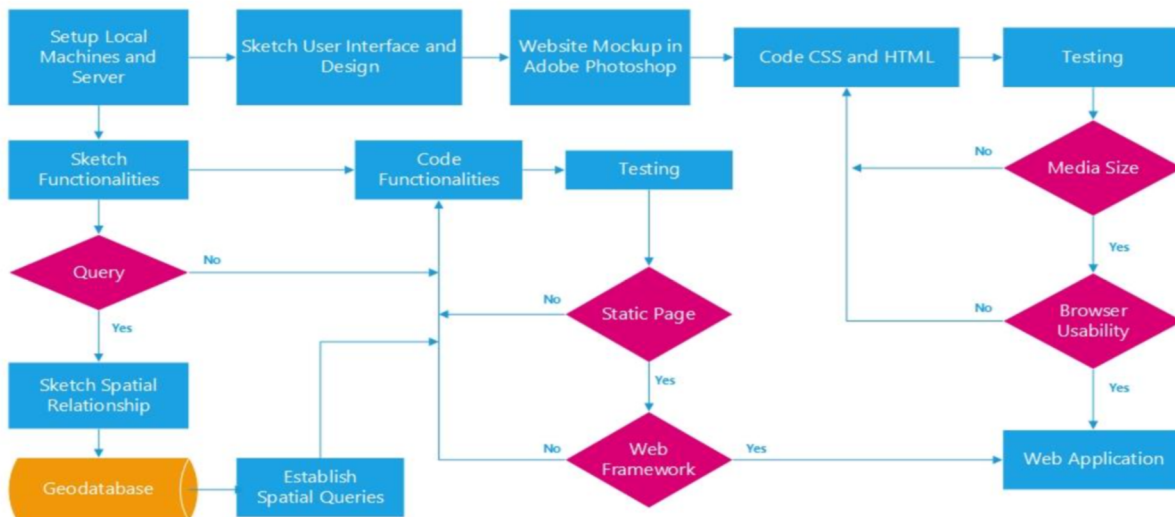 Setup Local
Machines and
Server
Sketch User Interface and
Design
Website Mockup in
Adobe Photoshop
Code CSS and HTML
Testing
Sketch
Functionalities
Code
Functionalities
Testing
No
Media Size
Yes
Query
No
Yes
No
Static Page
Yes
No
Browser
Usability
Yes
Sketch Spatial
Relationship
Geodatabase
Establish
Spatial Queries
No
Web
Framework
Yes
Web Application